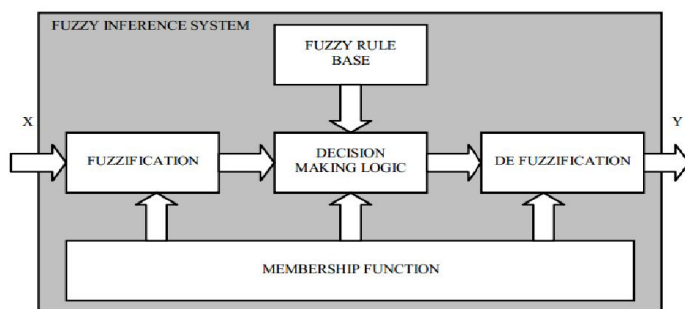 FUZZY INFERENCE SYSTEM
FUZZY RULE
BASE
X
Y
FUZZIFICATION
DECISION
MAKING LOGIC
DE FUZZIFICATION
MEMBERSHIP FUNCTION